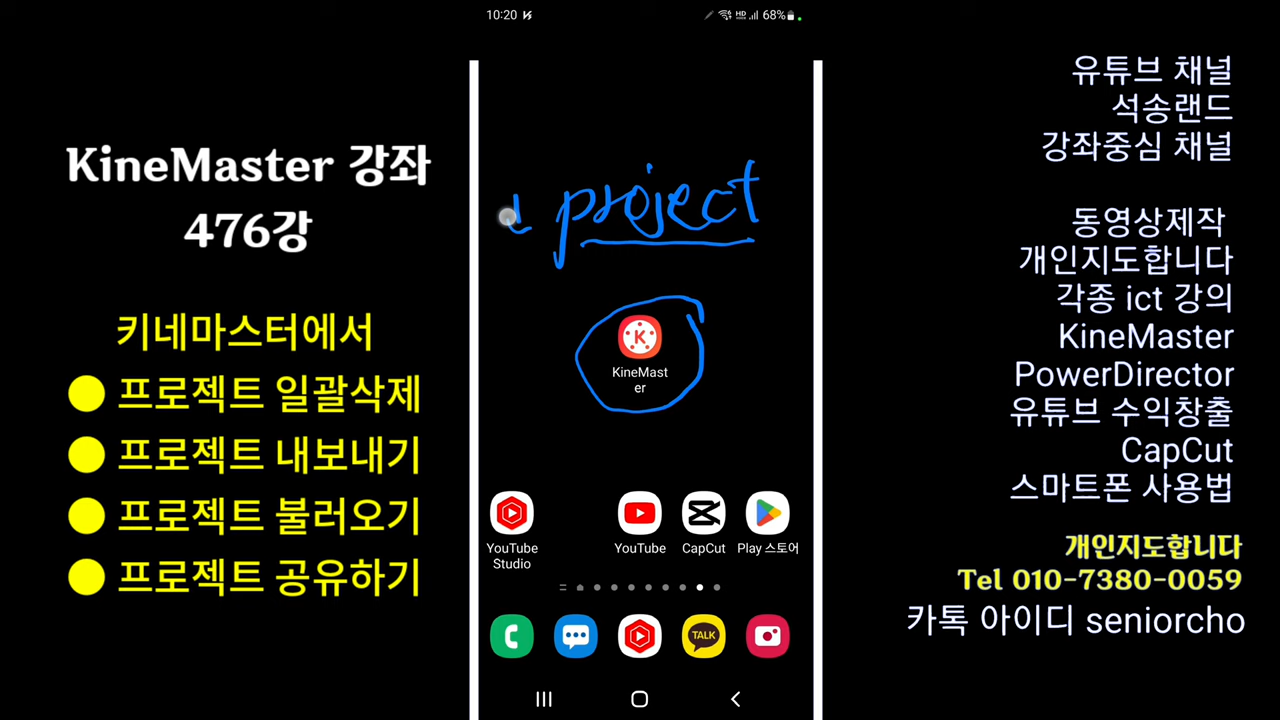 KineMaster 강좌
476강
키네마스터에서
● 프로젝트 일괄삭제
● 프로젝트 내보내기
● 프로젝트 불러오기
● 프로젝트 공유하기
10:20
68%
project
KineMast
er
YouTube
Studio
YouTube
CapCut
Play 스토어
TALK
유튜브 채널
석송랜드
강좌중심 채널
동영상제작
개인지도합니다
각종 ict 강의
KineMaster
PowerDirector
유튜브 수익창출
CapCut
스마트폰 사용법
개인지도합니다
Tel 010-7380-0059
카톡 아이디 seniorcho